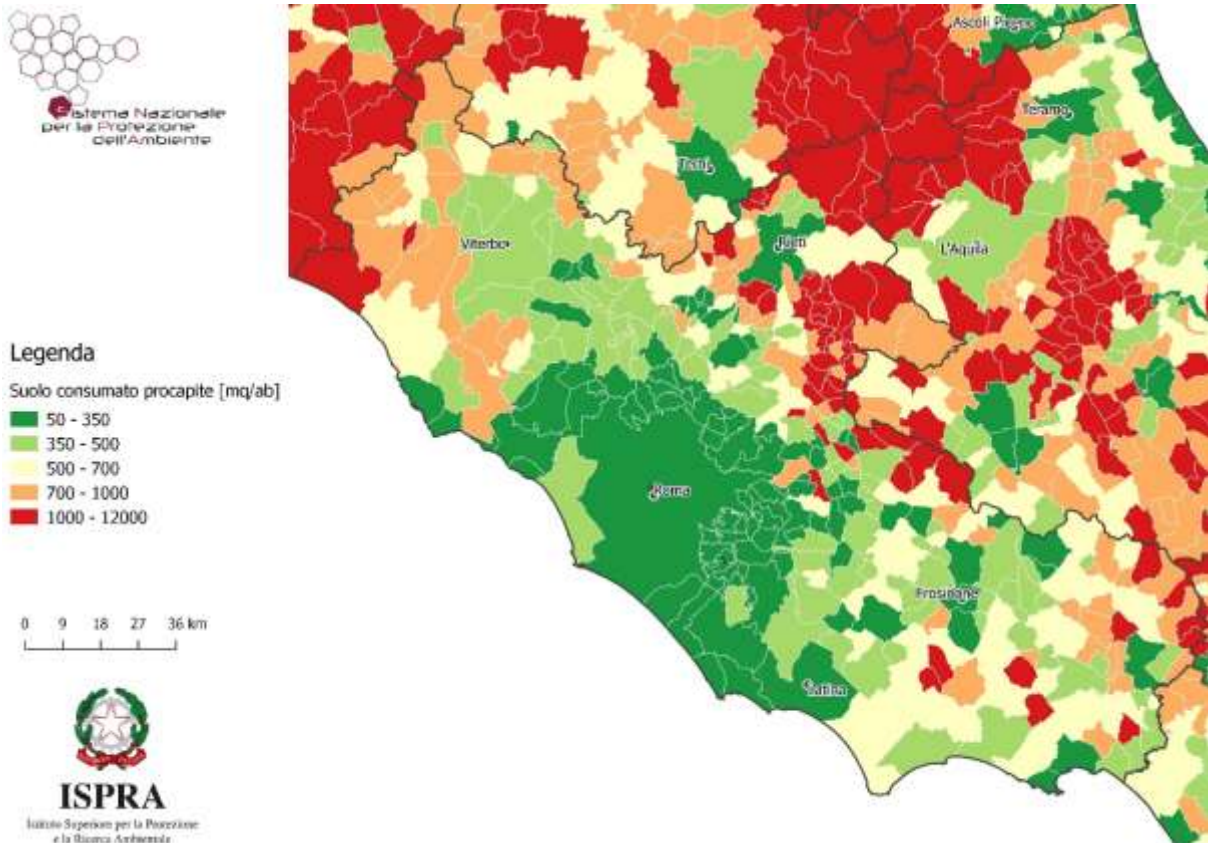 Sistema Nazionale
per la Protezione
dell'Ambiente
Legenda
Suolo consumato procapite [mq/ab]
50 - 350
350 - 500
500 - 700
700 - 1000
1000 - 12000
0 9 18 27 36 km
ISPRA
Istituto Superiore per la Protezione
e la Ricerca Ambientale
Ascoli Piceno
Teramo
Terni
Viterbo
Rieti
L'Aquila
Roma
Frosinone
Latina